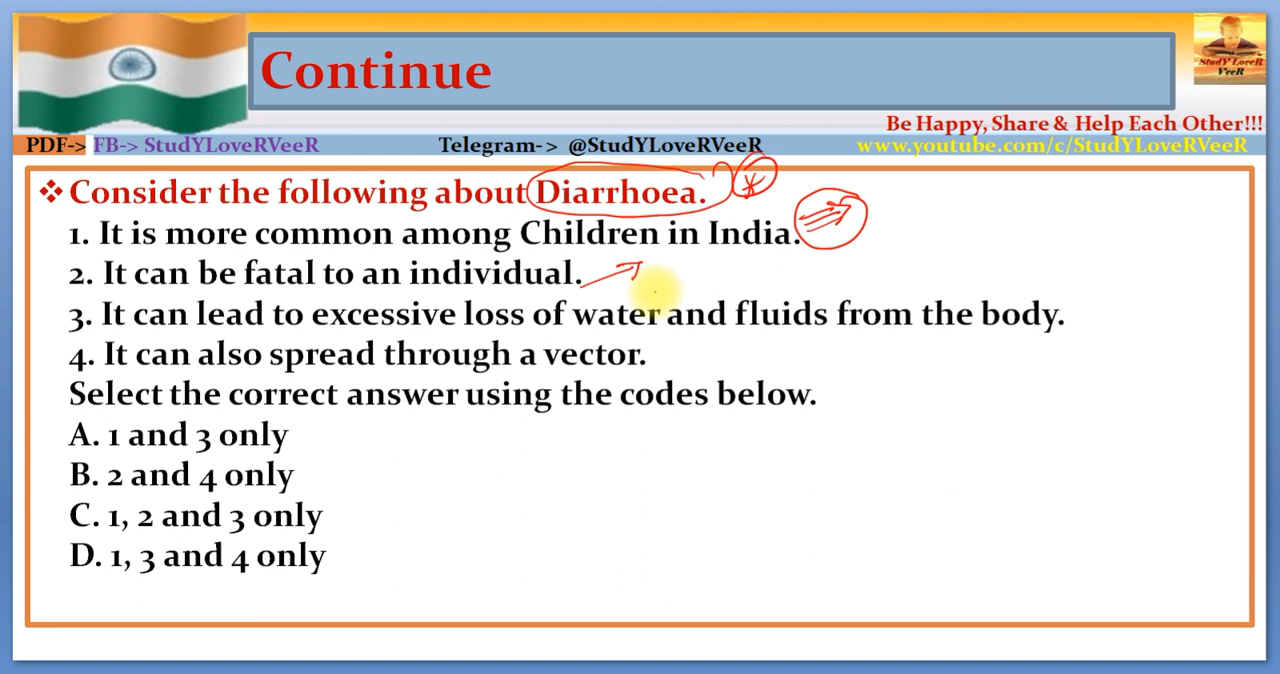 Continue
StudY LoveR
VeeR
Be Happy, Share & Help Each Other!!!
PDF-> FB-> StudYLoveRVeeR Telegram-> @StudYLoveRVeeR www.youtube.com/c/StudYLoveRVeeR
❖ Consider the following about Diarrhoea.
1. It is more common among Children in India.
2. It can be fatal to an individual.
3. It can lead to excessive loss of water and fluids from the body.
4. It can also spread through a vector.
Select the correct answer using the codes below.
A. 1 and 3 only
B. 2 and 4 only
C. 1, 2 and 3 only
D. 1, 3 and 4 only